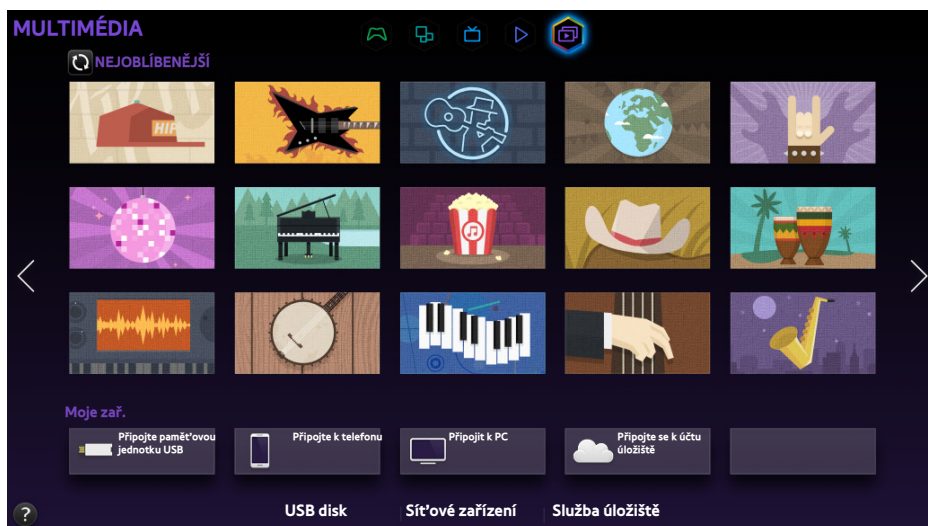 MULTIMÉDIA
NEJOBLÍBENĚJŠÍ
HIP
Moje zař.
Připojte paměťovou
jednotku USB
Připojte k telefonu
Připojit k PC
Připojte se k účtu
úložiště
?
USB disk
Síťové zařízení
Služba úložiště